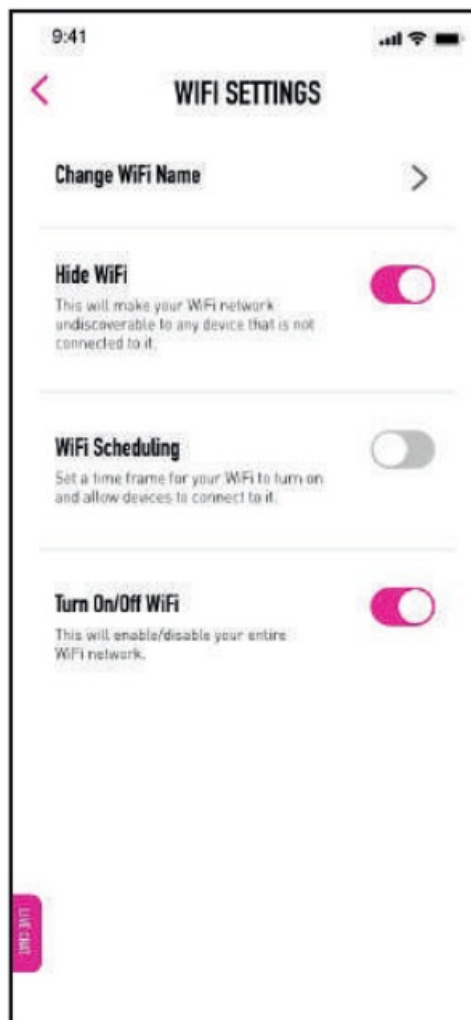 9:41
WIFI SETTINGS
Change WiFi Name
Hide WiFi
This will make your WiFi network
undiscoverable to any device that is not
connected to it.
WiFi Scheduling
Set a time frame for your WiFi to turn on
and allow devices to connect to it.
Turn On/Off WiFi
This will enable/disable your entire
WiFi network.
LIVE CHAT